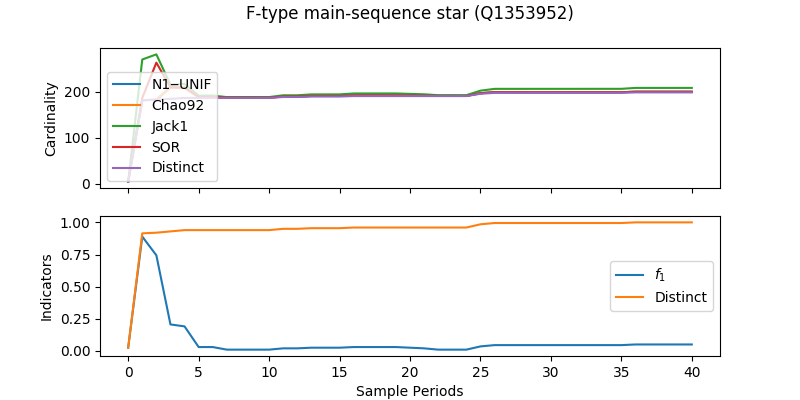 F-type main-sequence star (Q1353952)
Cardinality
200
100
0
N1-UNIF
Chao92
Jack1
SOR
Distinct
Indicators
1.00
0.75
0.50
0.25
0.00
f1
Distinct
0 5 10 15 20 25 30 35 40
Sample Periods